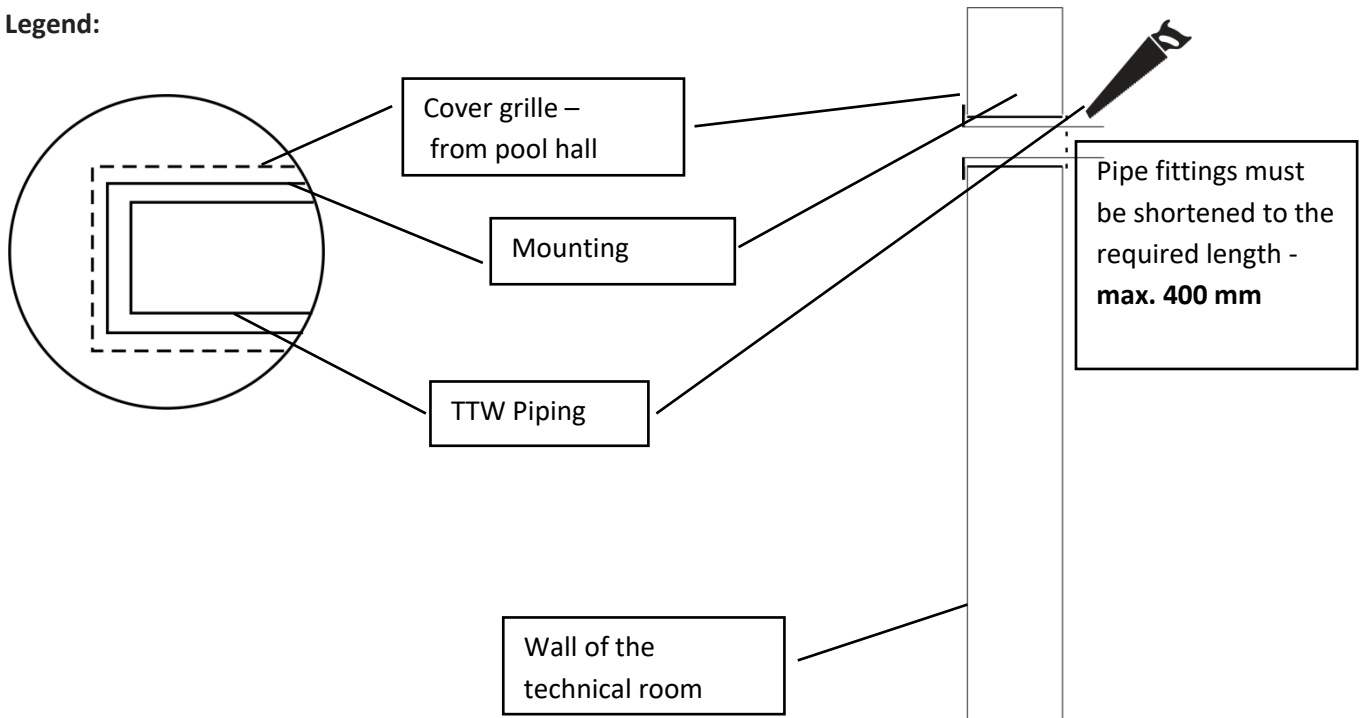 Legend:
Cover grille –
from pool hall
Mounting
TTW Piping
Wall of the
technical room
Pipe fittings must
be shortened to the
required length -
max. 400 mm